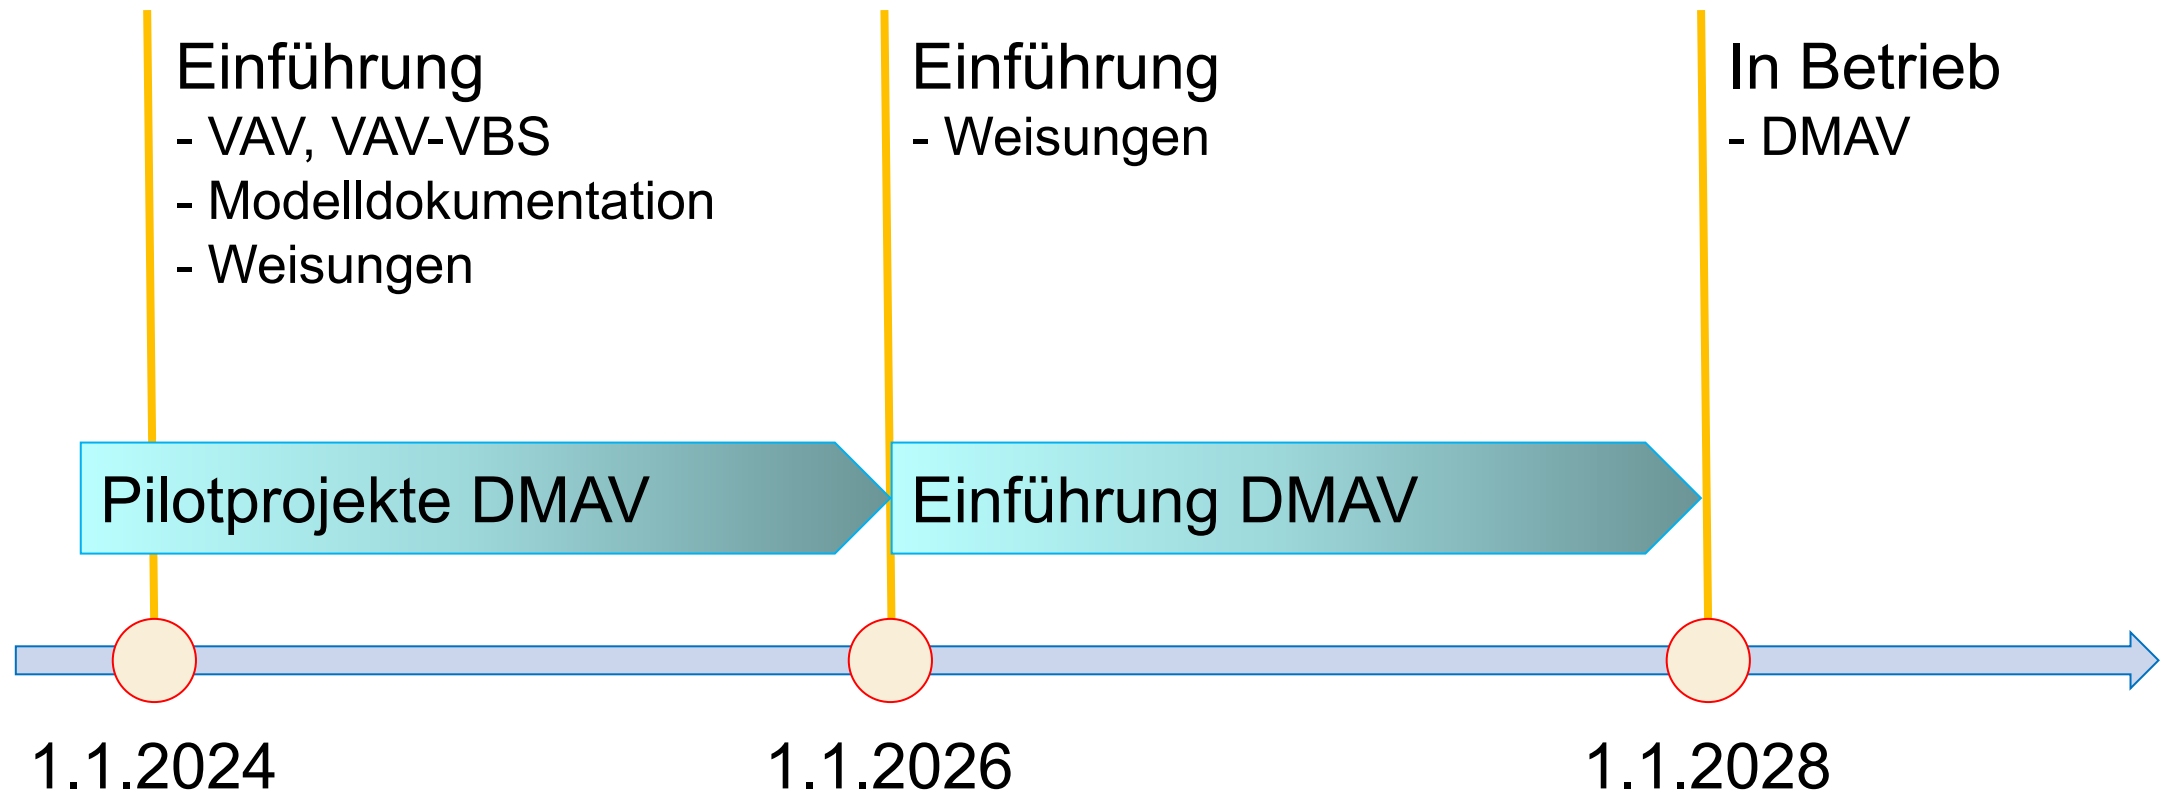 Einführung
- VAV, VAV-VBS
- Modelldokumentation
- Weisungen
Einführung
- Weisungen
In Betrieb
- DMAV
Pilotprojekte DMAV
Einführung DMAV
1.1.2024
1.1.2026
1.1.2028